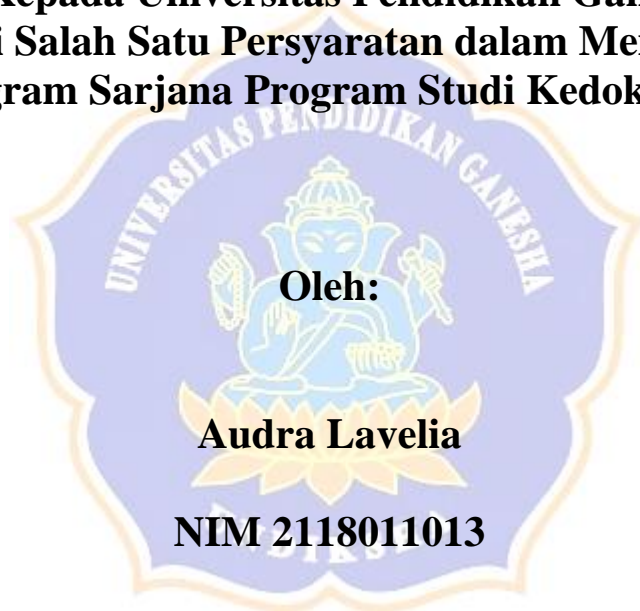 Kepada Universitas Pendidikan Gan
i Salah Satu Persyaratan dalam Me
gram Sarjana Program Studi Kedok
UNIVERSITAS PENDIDIKAN GANESHA
Oleh:
Audra Lavelia
NIM 2118011013